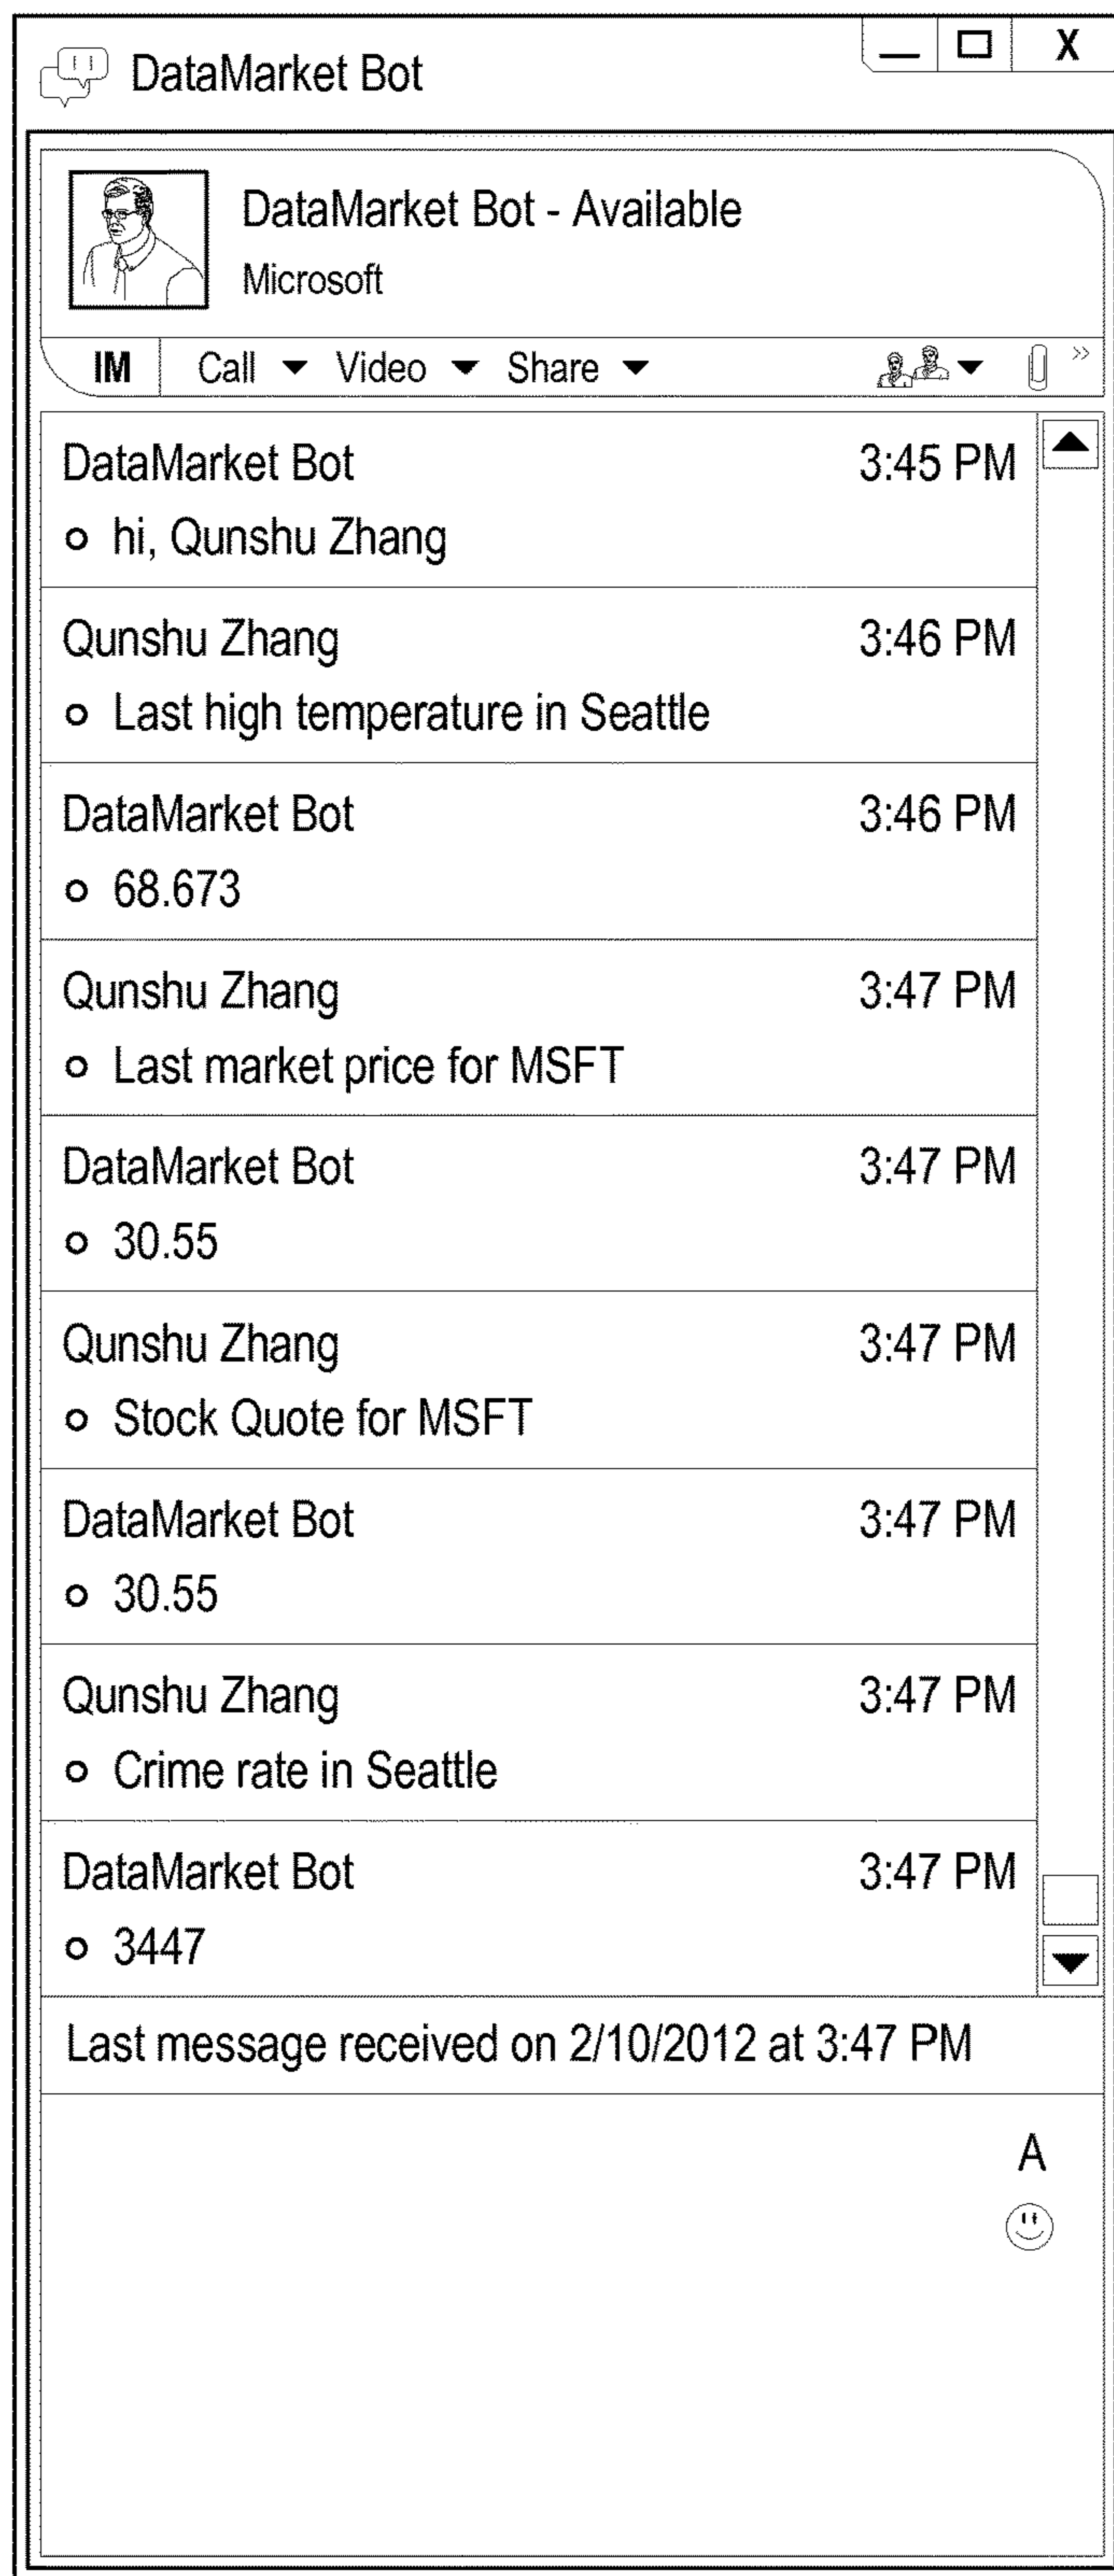 DataMarket Bot
X
DataMarket Bot - Available
Microsoft
IM Call Video Share
DataMarket Bot 3:45 PM
hi, Qunshu Zhang
Qunshu Zhang 3:46 PM
Last high temperature in Seattle
DataMarket Bot 3:46 PM
68.673
Qunshu Zhang 3:47 PM
Last market price for MSFT
DataMarket Bot 3:47 PM
30.55
Qunshu Zhang 3:47 PM
Stock Quote for MSFT
DataMarket Bot 3:47 PM
30.55
Qunshu Zhang 3:47 PM
Crime rate in Seattle
DataMarket Bot 3:47 PM
3447
Last message received on 2/10/2012 at 3:47 PM
A